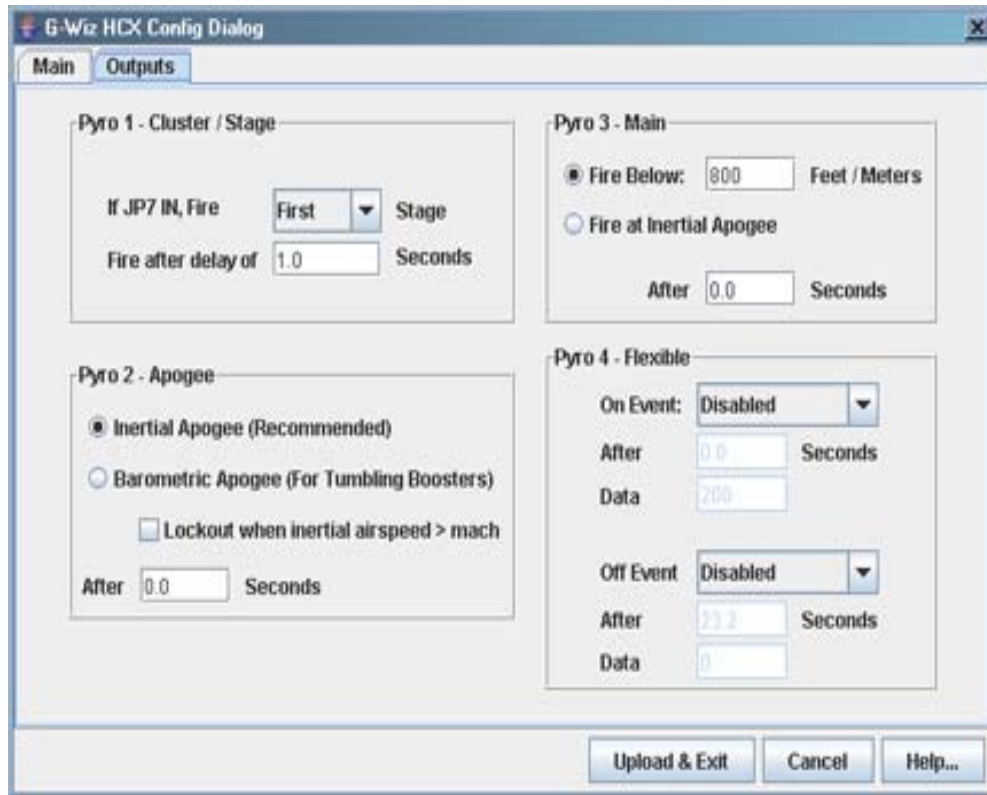 G-Wiz HCX Config Dialog
Main Outputs
Pyro 1 - Cluster / Stage
If JP7 IN, Fire First Stage
Fire after delay of 1.0 Seconds
Pyro 2 - Apogee
Inertial Apogee (Recommended)
Barometric Apogee (For Tumbling Boosters)
Lockout when inertial airspeed > mach
After 0.0 Seconds
Pyro 3 - Main
Fire Below: 800 Feet / Meters
Fire at Inertial Apogee
After 0.0 Seconds
Pyro 4 - Flexible
On Event: Disabled
After 0.0 Seconds
Data 200
Off Event Disabled
After 23.2 Seconds
Data 0
Upload & Exit Cancel Help...